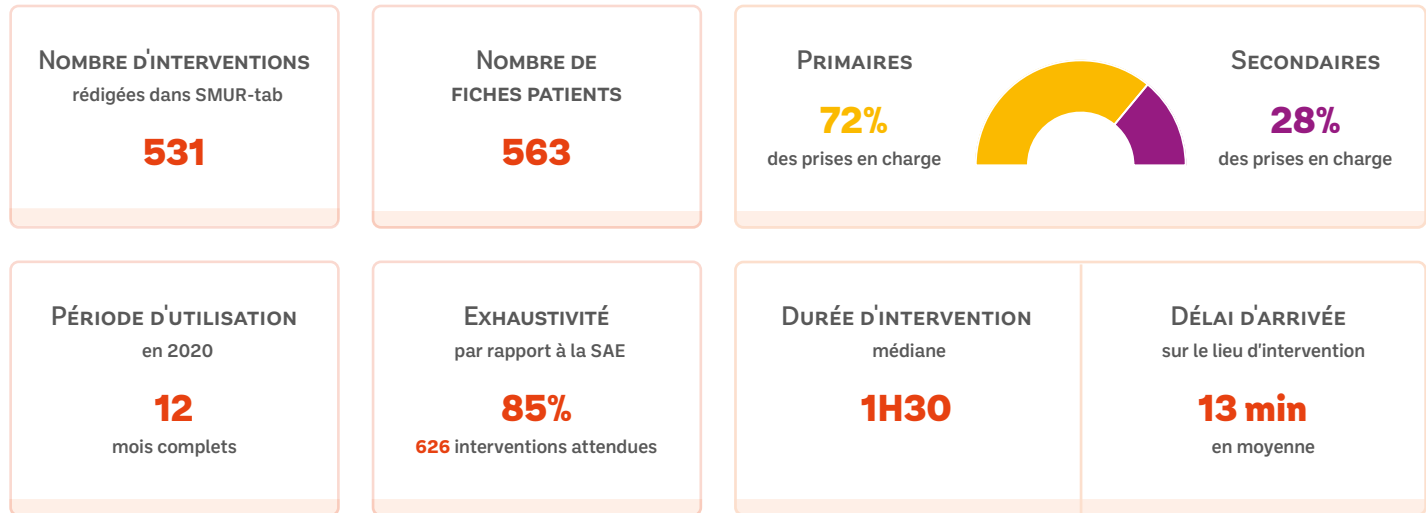 NOMBRE D'INTERVENTIONS
rédigées dans SMUR-tab
531
NOMBRE DE
FICHES PATIENTS
563
PRIMAIRES
72%
des prises en charge
SECONDAIRES
28%
des prises en charge
PÉRIODE D'UTILISATION
en 2020
12
mois complets
EXHAUSTIVITÉ
par rapport à la SAE
85%
626 interventions attendues
DURÉE D'INTERVENTION
médiane
1H30
DÉLAI D'ARRIVÉE
sur le lieu d'intervention
13 min
en moyenne